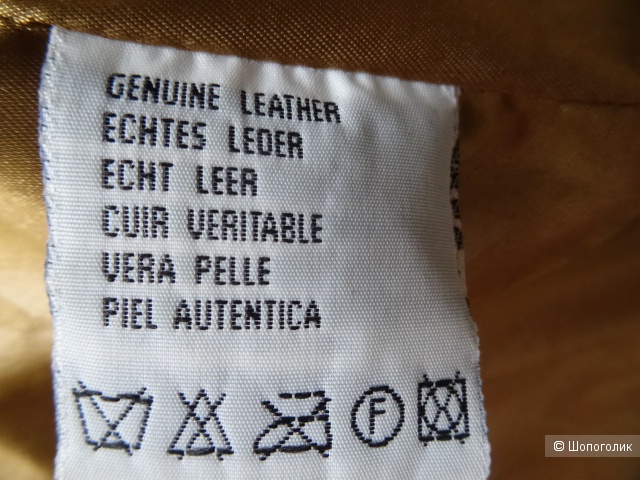 GENUINE LEATHER
ECHTES LEDER
ECHT LEER
CUIR VERITABLE
VERA PELLE
PIEL AUTENTICA
F
© Шопоголик